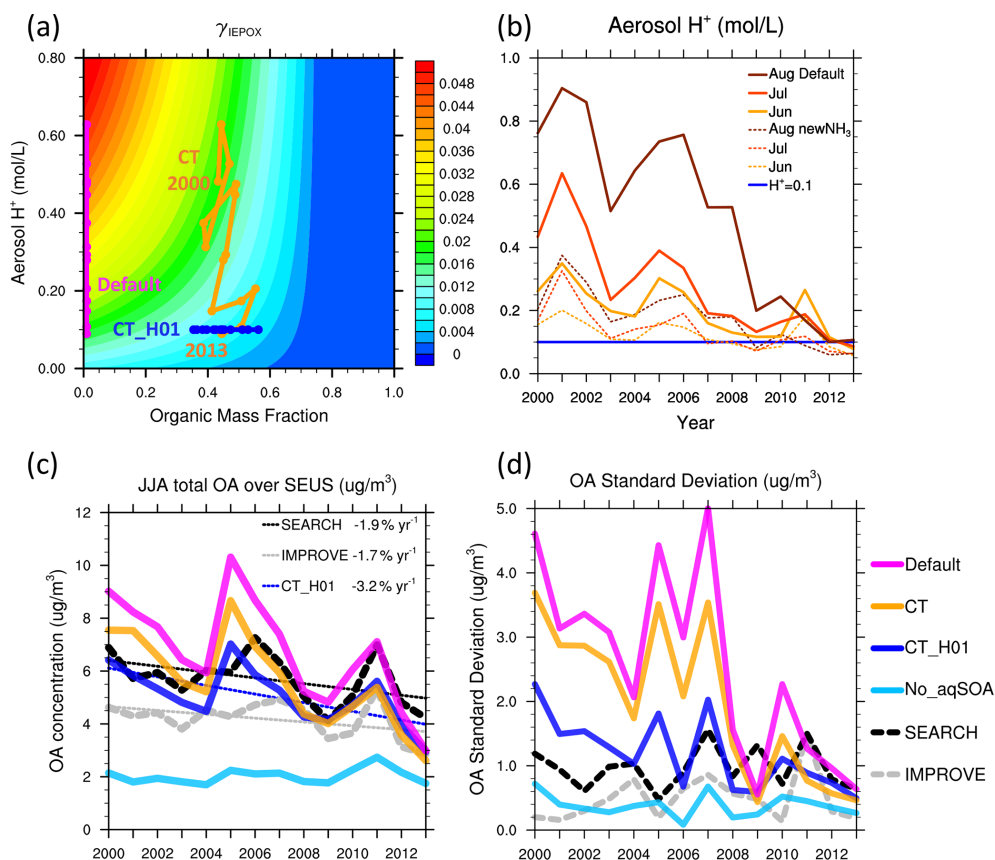 (a)
γIEPOX
Aerosol H+ (mol/L)
0.80
0.60
0.40
0.20
0.00
0.0
0.2
0.4
0.6
0.8
1.0
Organic Mass Fraction
CT
2000
Default
CT_H01
2013
0.048
0.044
0.04
0.036
0.032
0.028
0.024
0.02
0.016
0.012
0.008
0.004
0
(b)
Aerosol H+ (mol/L)
1.0
0.8
0.6
0.4
0.2
0.0
2000
2002
2004
2006
2008
2010
2012
Year
Aug Default
Jul
Jun
Aug newNH3
Jul
Jun
H+=0.1
(c)
JJA total OA over SEUS (ug/m3)
OA concentration (ug/m3)
12
10
8
6
4
2
0
2000
2002
2004
2006
2008
2010
2012
SEARCH -1.9% yr-1
IMPROVE -1.7% yr-1
CT_H01 -3.2% yr-1
(d)
OA Standard Deviation (ug/m3)
OA Standard Deviation (ug/m3)
5.0
4.0
3.0
2.0
1.0
0.0
2000
2002
2004
2006
2008
2010
2012
Default
CT
CT_H01
No_aqSOA
SEARCH
IMPROVE